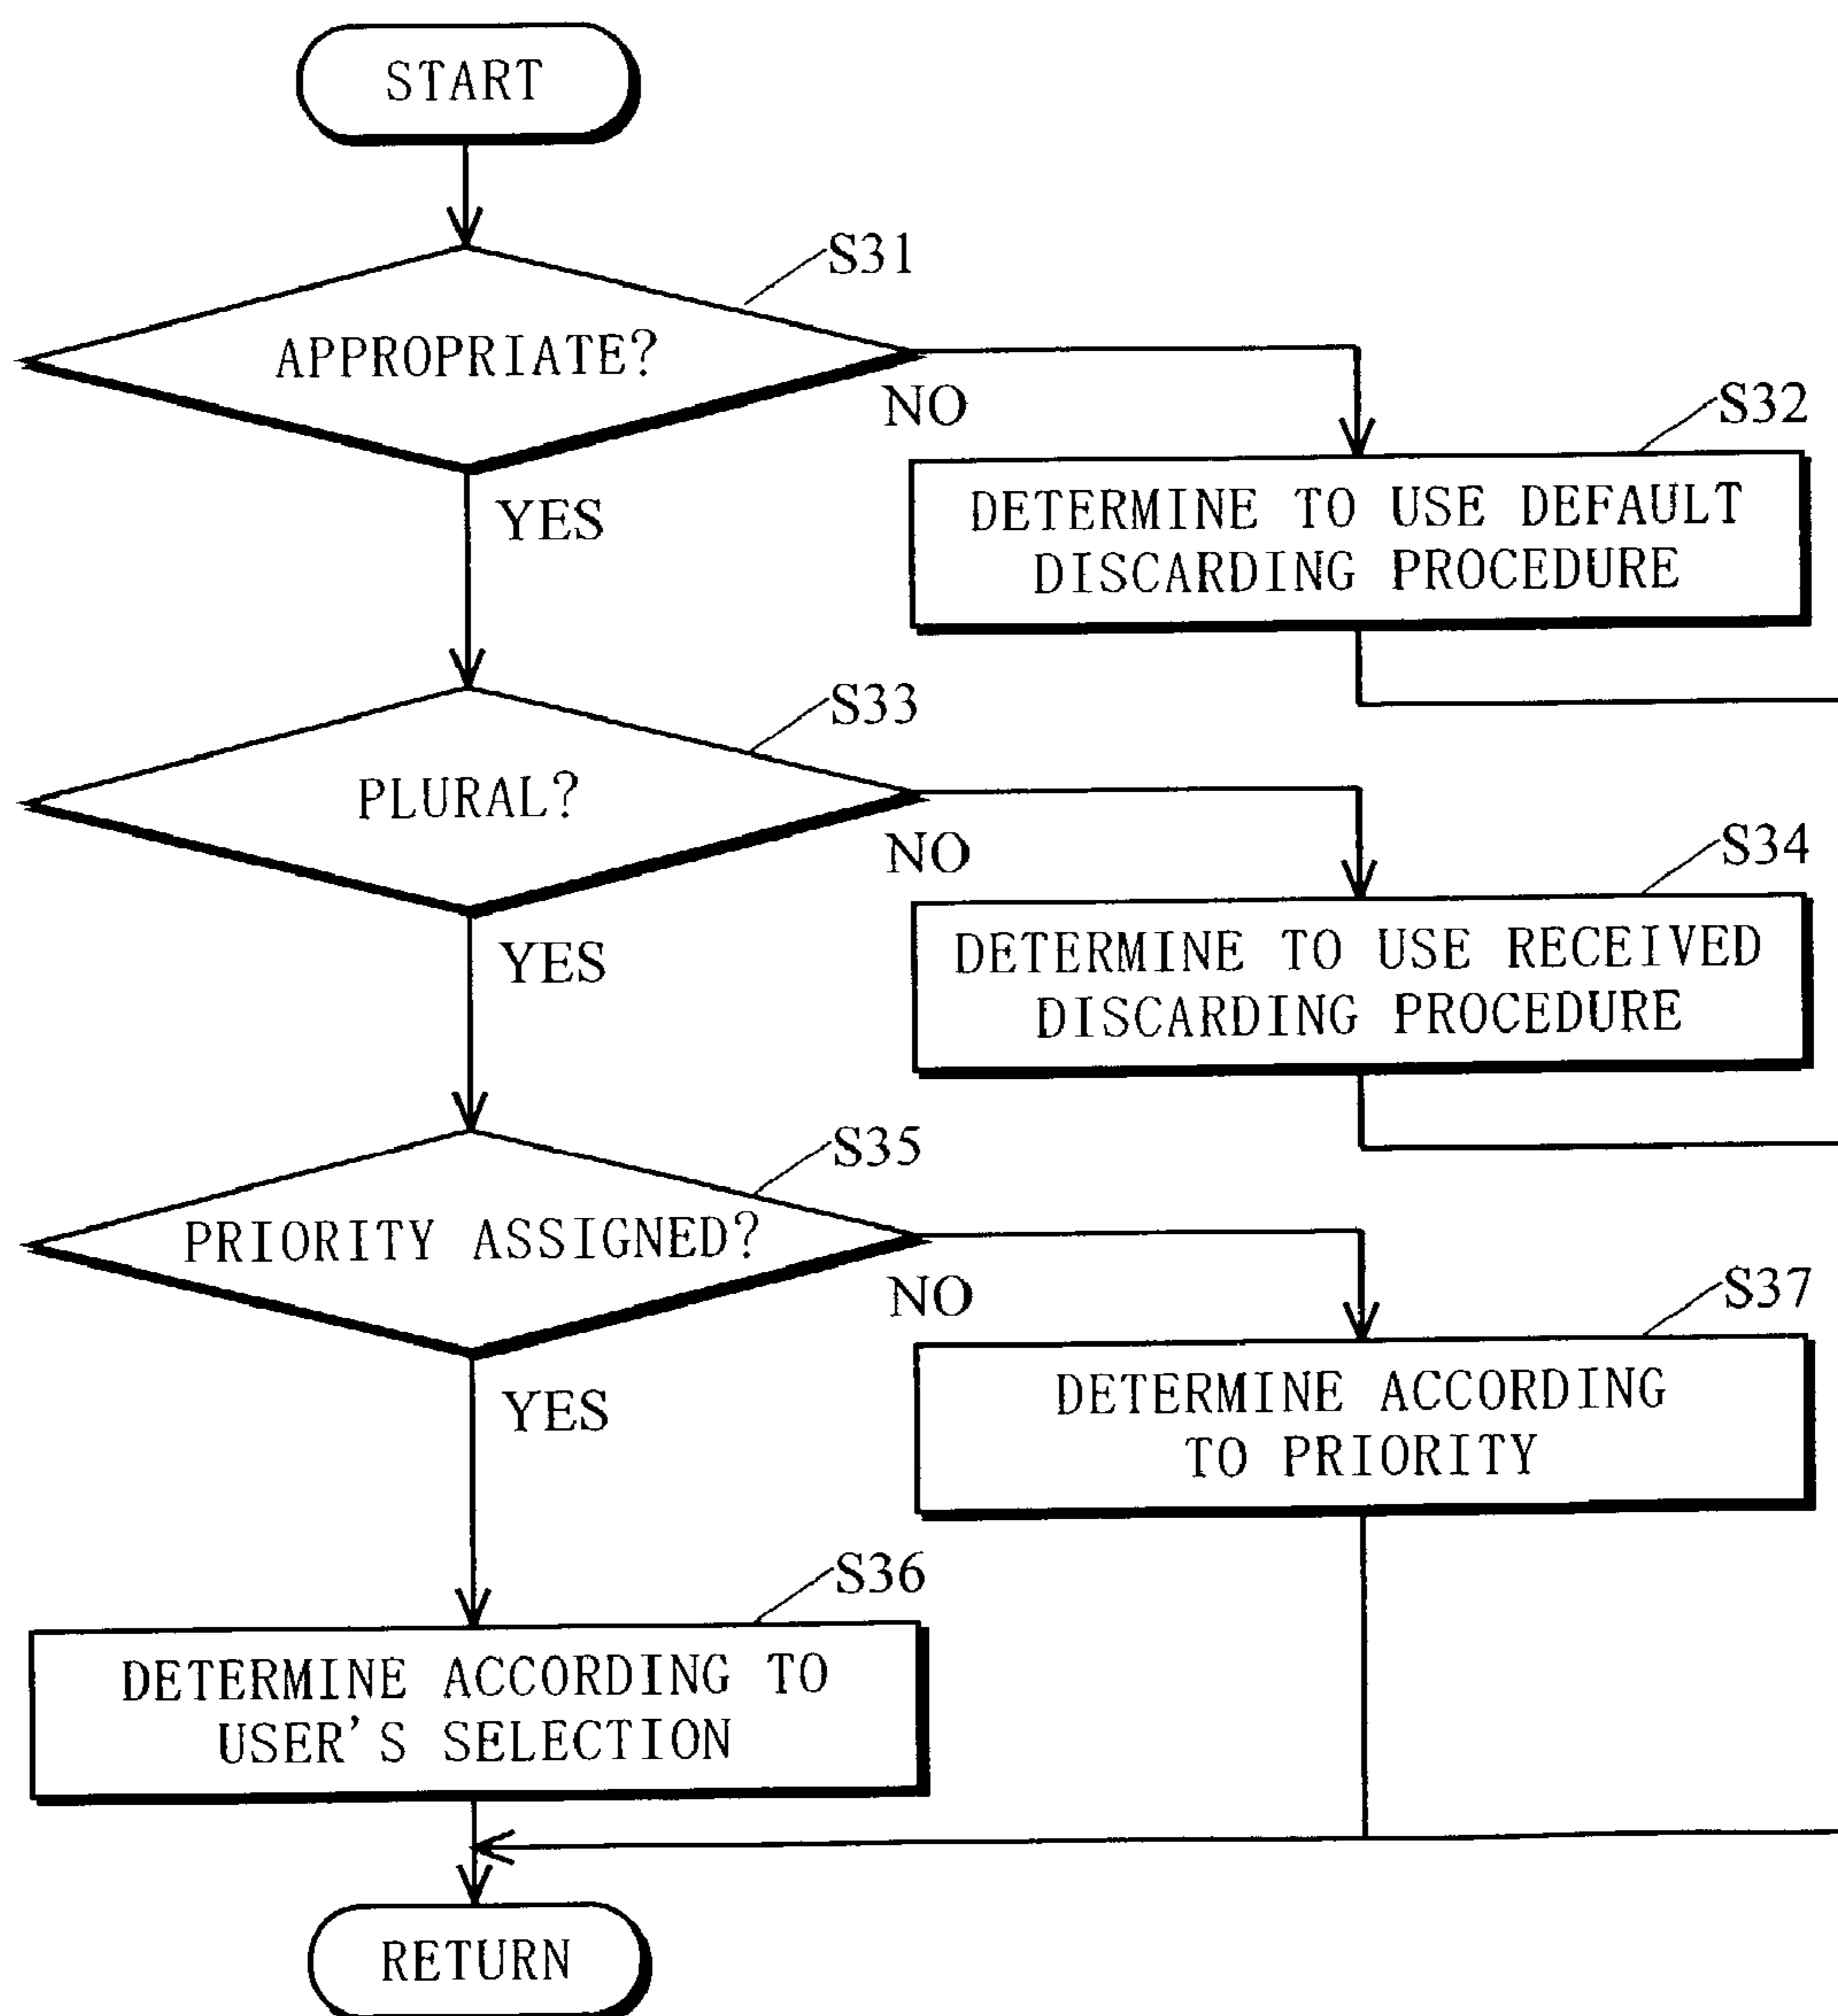 START
S31
APPROPRIATE?
NO
YES
S32
DETERMINE TO USE DEFAULT
DISCARDING PROCEDURE
S33
PLURAL?
NO
YES
S34
DETERMINE TO USE RECEIVED
DISCARDING PROCEDURE
S35
PRIORITY ASSIGNED?
NO
YES
S37
DETERMINE ACCORDING
TO PRIORITY
S36
DETERMINE ACCORDING TO
USER'S SELECTION
RETURN